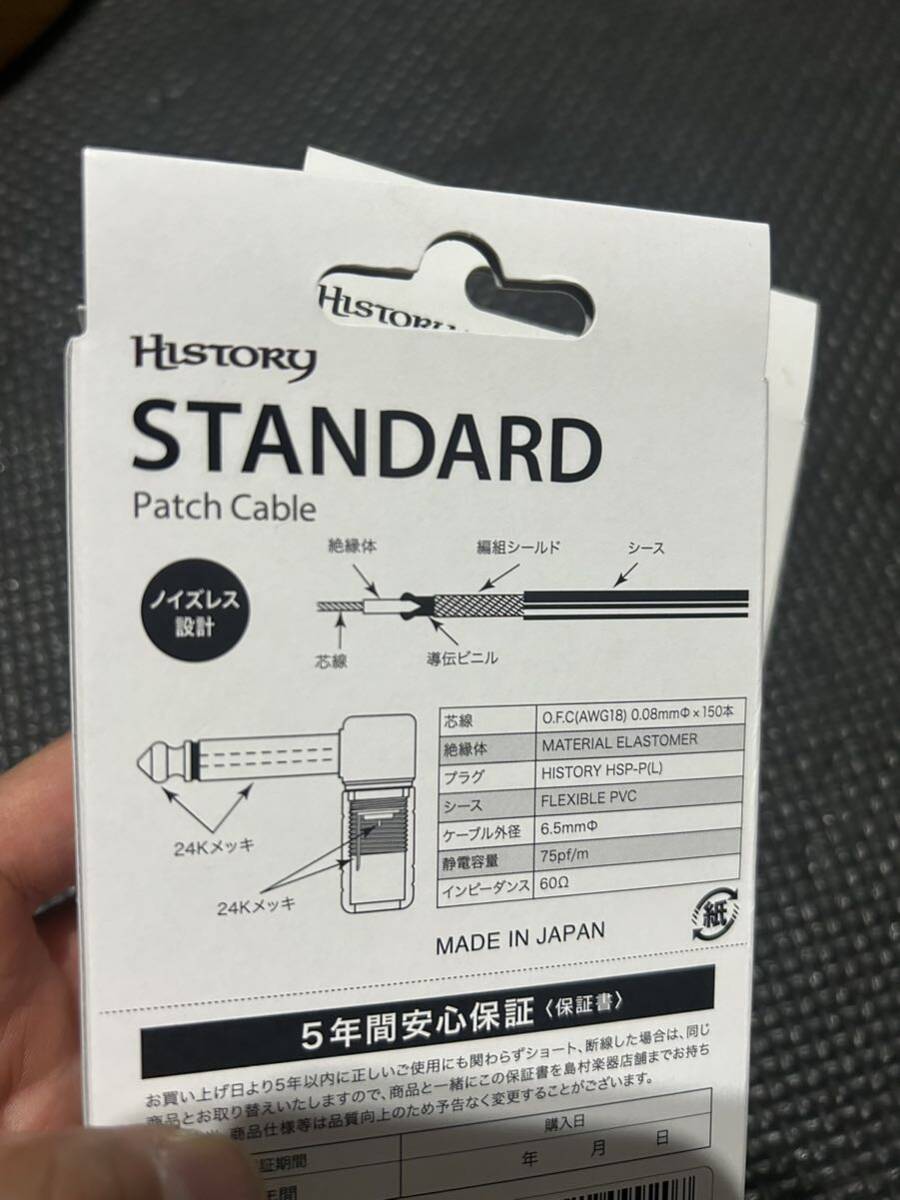 HISTORY
HISTORY
STANDARD
Patch Cable
ノイズレス
設計
絶縁体
編組シールド
シース
芯線
導伝ビニル
24Kメッキ
24Kメッキ
芯線 O.F.C(AWG18) 0.08mmΦ×150本
絶縁体 MATERIAL ELASTOMER
プラグ HISTORY HSP-P(L)
シース FLEXIBLE PVC
ケーブル外径 6.5mmΦ
静電容量 75pf/m
インピーダンス 60Ω
紙
MADE IN JAPAN
5年間安心保証〈保証書〉
お買い上げ日より5年以内に正しいご使用にも関わらずショート、断線した場合は、同じ
商品とお取り替えいたしますので、商品と一緒にこの保証書を島村楽器店舗までお持ち
商品仕様等は品質向上のため予告なく変更することがございます。
証期間 購入日
年間 年 月 日